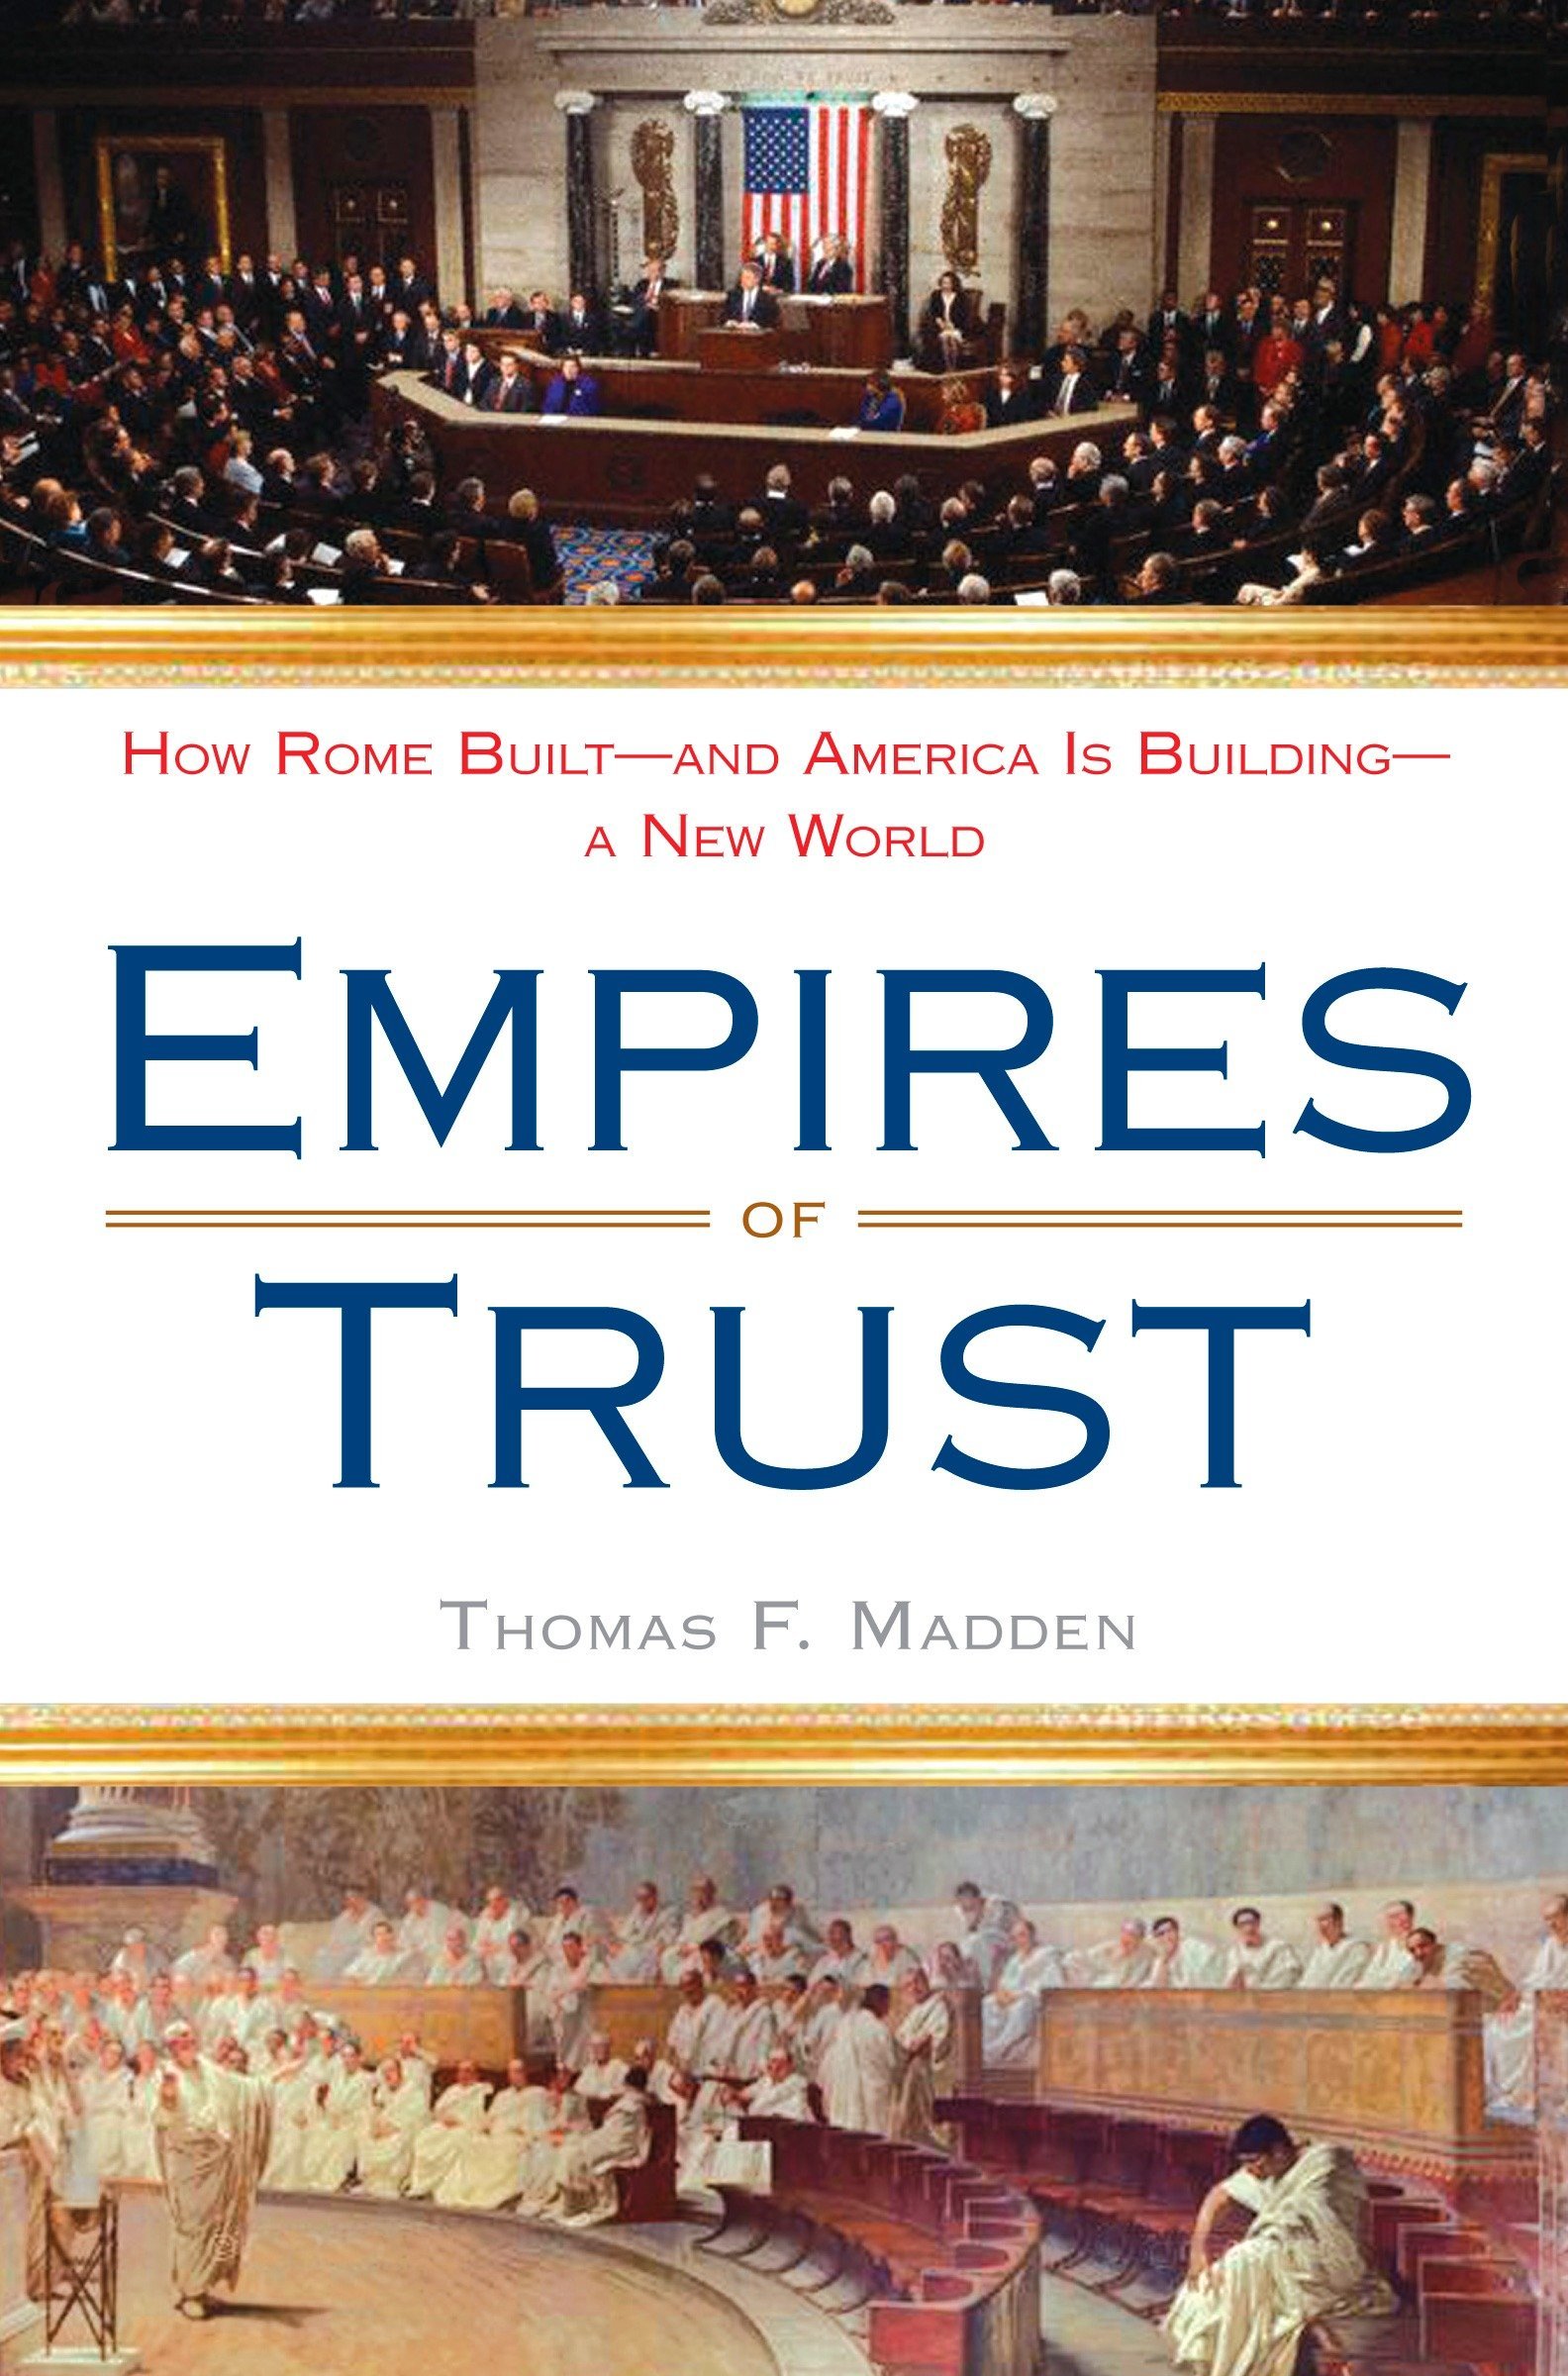 How Rome Built—and America Is Building—
a New World
Empires
of
Trust
Thomas F. Madden